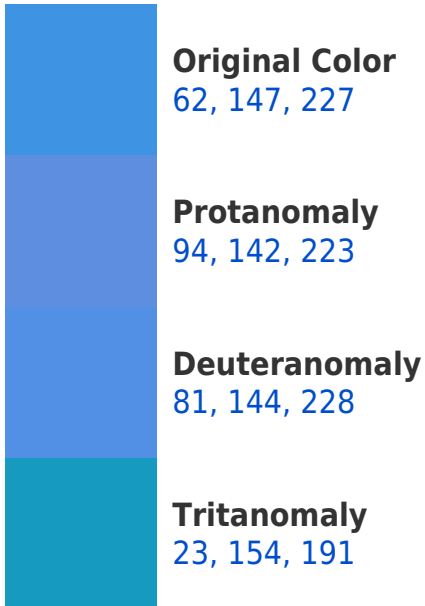 Original Color
62, 147, 227
Protanomaly
94, 142, 223
Deuteranomaly
81, 144, 228
Tritanomaly
23, 154, 191